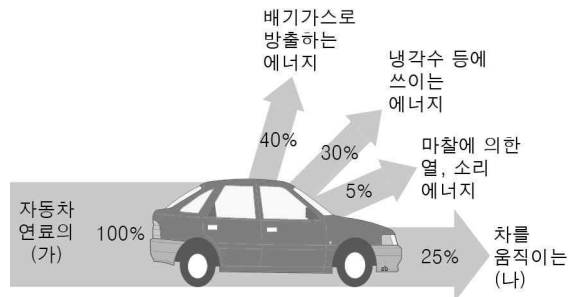 배기가스로
방출하는
에너지
40%
냉각수 등에
쓰이는
에너지
30%
마찰에 의한
열, 소리
에너지
5%
자동차
연료의
(가)
100%
25%
차를
움직이는
(나)